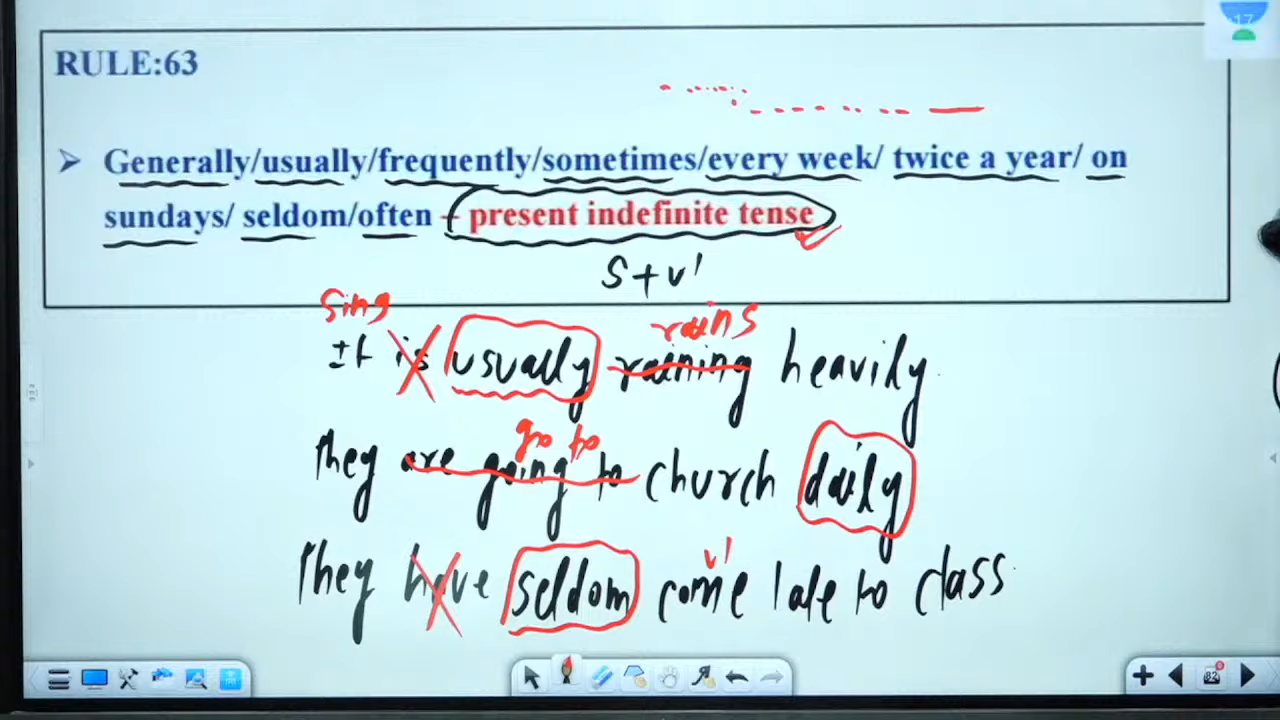 17
RULE:63
➤ Generally/usually/frequently/sometimes/every week/ twice a year/ on
sundays/ seldom/often – present indefinite tense
S+V'
Sing
rains
It is usually raining heavily.
go to
They are going to church daily
V'
They have seldom come late to class.
82